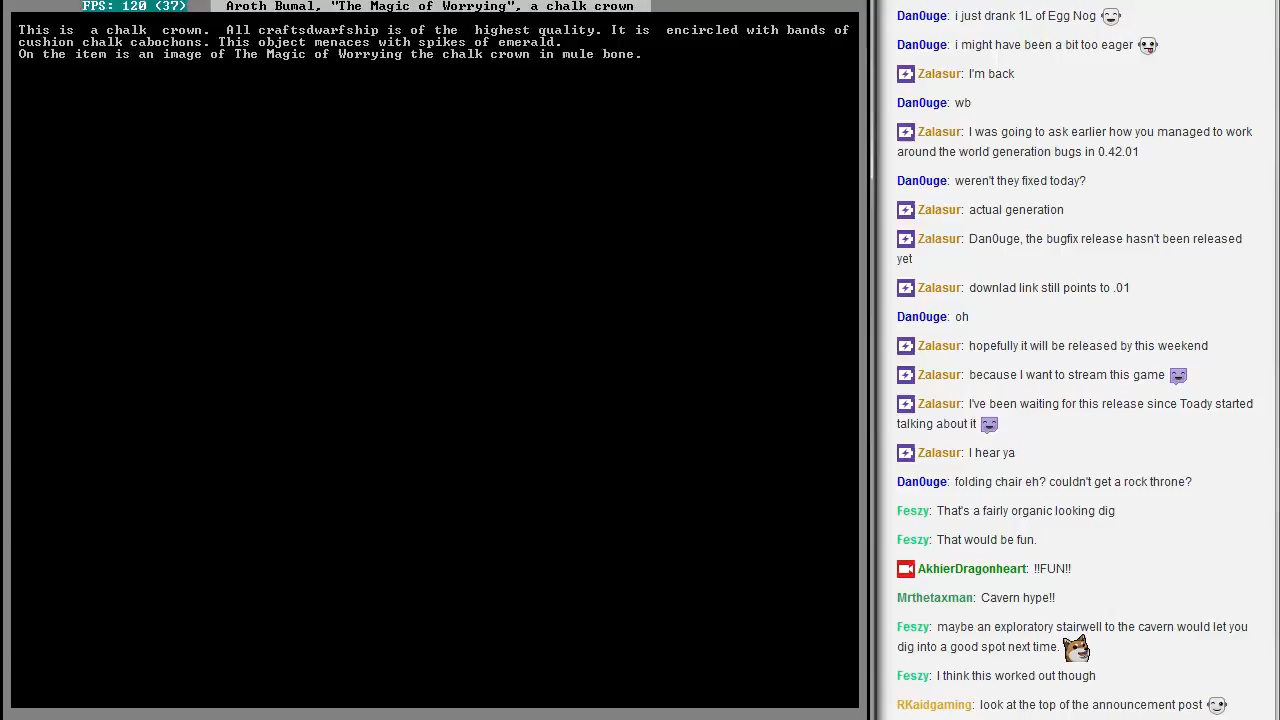 FPS: 120 (37) Aroth Bumal, "The Magic of Worrying", a chalk crown
This is a chalk crown. All craftsdwarfship is of the highest quality. It is encircled with bands of
cushion chalk cabochons. This object menaces with spikes of emerald.
On the item is an image of The Magic of Worrying the chalk crown in mule bone.
Dan0uge: i just drank 1L of Egg Nog
Dan0uge: i might have been a bit too eager
Zalasur: I'm back
Dan0uge: wb
Zalasur: I was going to ask earlier how you managed to work
around the world generation bugs in 0.42.01
Dan0uge: weren't they fixed today?
Zalasur: actual generation
Zalasur: Dan0uge, the bugfix release hasn't been released
yet
Zalasur: downlad link still points to .01
Dan0uge: oh
Zalasur: hopefully it will be released by this weekend
Zalasur: because I want to stream this game
Zalasur: I've been waiting for this release since Toady started
talking about it
Zalasur: I hear ya
Dan0uge: folding chair eh? couldn't get a rock throne?
Feszy: That's a fairly organic looking dig
Feszy: That would be fun.
AkhierDragonheart: !!FUN!!
Mrthetaxman: Cavern hype!!
Feszy: maybe an exploratory stairwell to the cavern would let you
dig into a good spot next time.
Feszy: I think this worked out though
RKaidgaming: look at the top of the announcement post